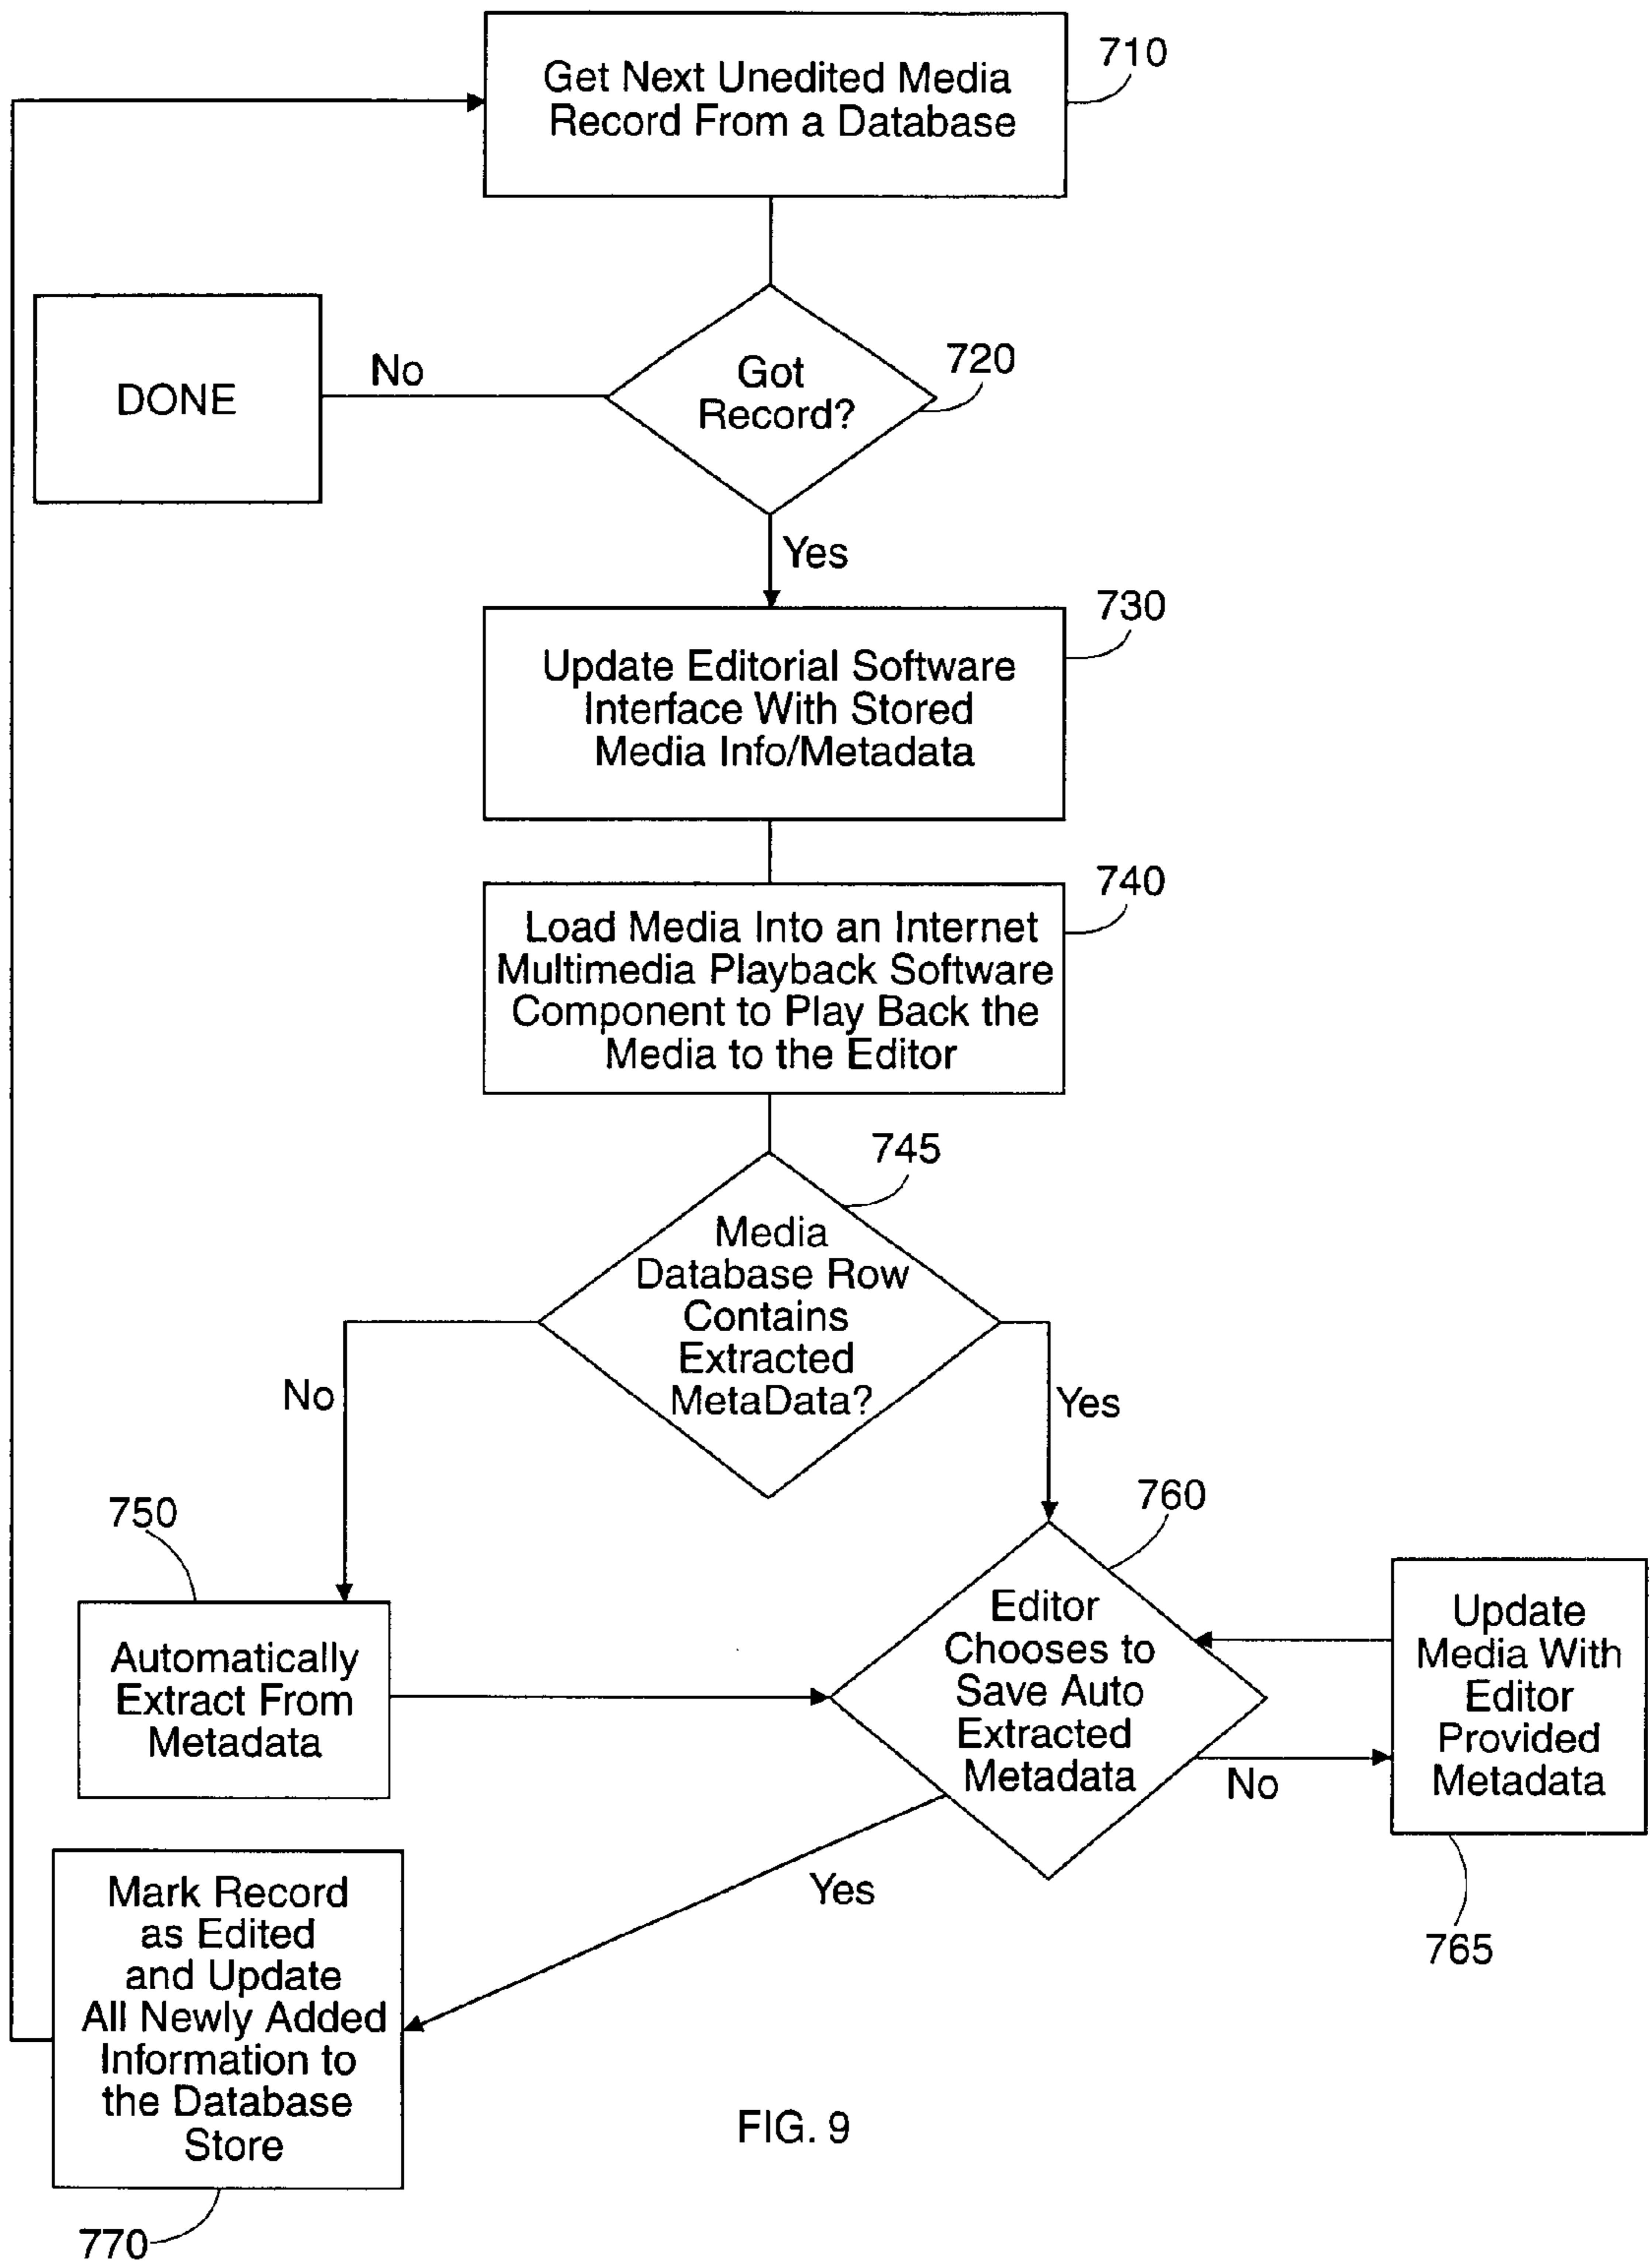 Get Next Unedited Media
Record From a Database
710
DONE
No
Got
Record?
720
Yes
730
Update Editorial Software
Interface With Stored
Media Info/Metadata
740
Load Media Into an Internet
Multimedia Playback Software
Component to Play Back the
Media to the Editor
745
Media
Database Row
Contains
Extracted
MetaData?
No
Yes
750
Automatically
Extract From
Metadata
760
Editor
Chooses to
Save Auto
Extracted
Metadata
Update
Media With
Editor
Provided
Metadata
No
765
Yes
Mark Record
as Edited
and Update
All Newly Added
Information to
the Database
Store
770
FIG. 9